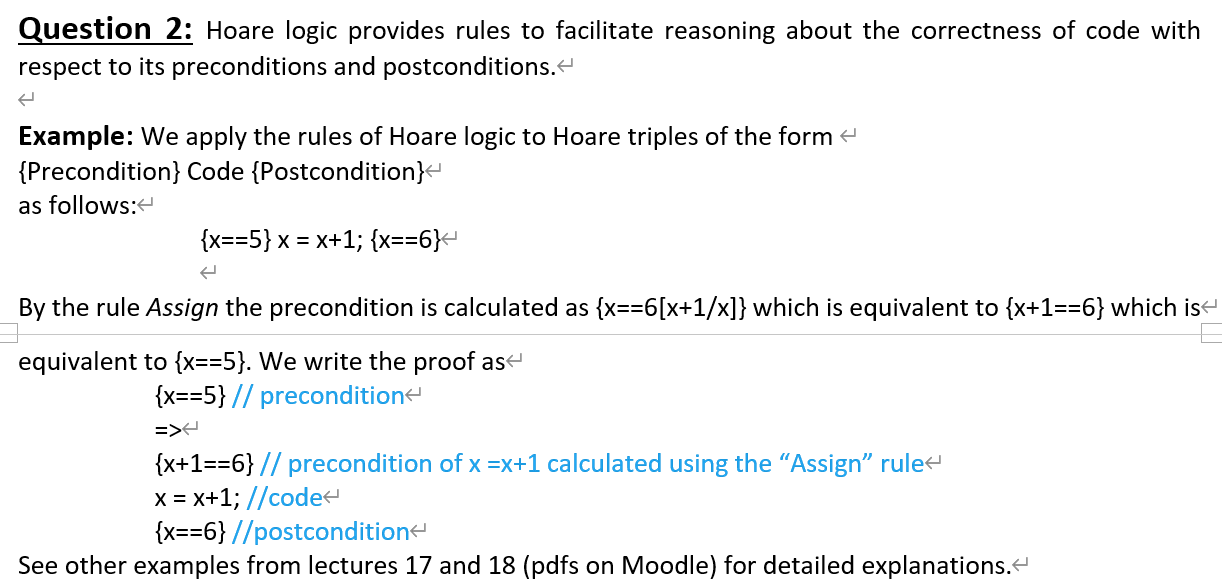 Question 2: Hoare logic provides rules to facilitate reasoning about the correctness of code with
respect to its preconditions and postconditions.↵
↵
Example: We apply the rules of Hoare logic to Hoare triples of the form ↵
{Precondition} Code {Postcondition}↵
as follows:↵
{x==5} x = x+1; {x==6}↵
↵
By the rule Assign the precondition is calculated as {x==6[x+1/x]} which is equivalent to {x+1==6} which is↵
equivalent to {x==5}. We write the proof as↵
{x==5} // precondition↵
=>↵
{x+1==6} // precondition of x =x+1 calculated using the “Assign” rule↵
x = x+1; //code↵
{x==6} //postcondition↵
See other examples from lectures 17 and 18 (pdfs on Moodle) for detailed explanations.↵